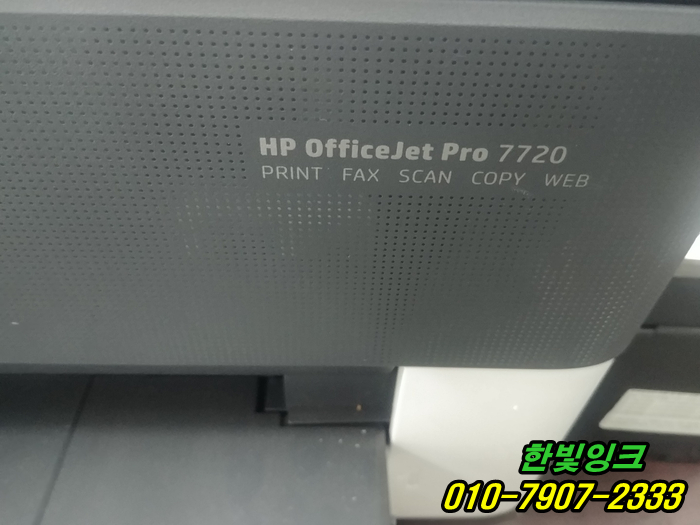 HP OfficeJet Pro 7720
PRINT FAX SCAN COPY WEB
한빛잉크
010-7907-2333